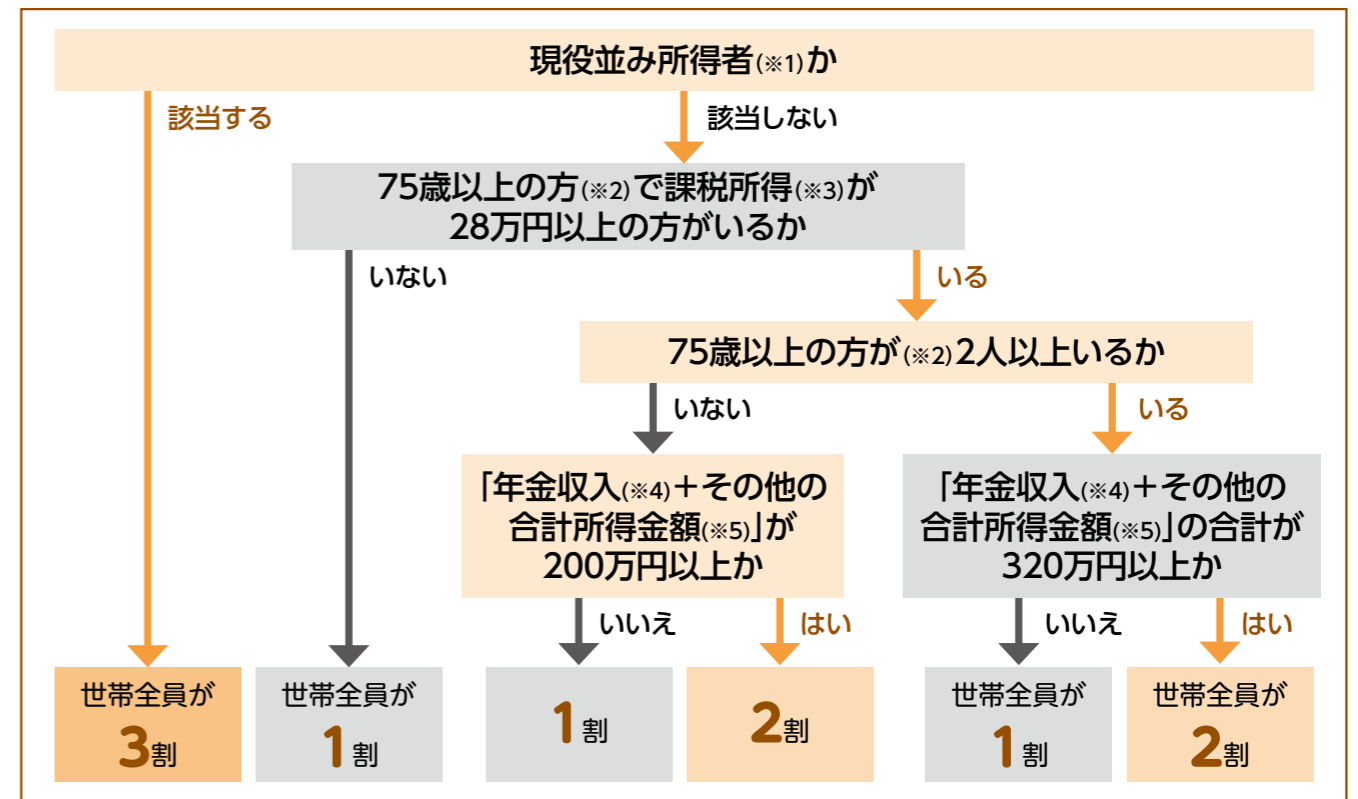 現役並み所得者(※1)か
該当する
該当しない
75歳以上の方(※2)で課税所得(※3)が
28万円以上の方がいるか
いない
いる
75歳以上の方が(※2)2人以上いるか
いない
いる
「年金収入(※4)+その他の
合計所得金額(※5)」が
200万円以上か
「年金収入(※4)+その他の
合計所得金額(※5)」の合計が
320万円以上か
いいえ
はい
いいえ
はい
世帯全員が
3割
世帯全員が
1割
1割
2割
世帯全員が
1割
世帯全員が
2割